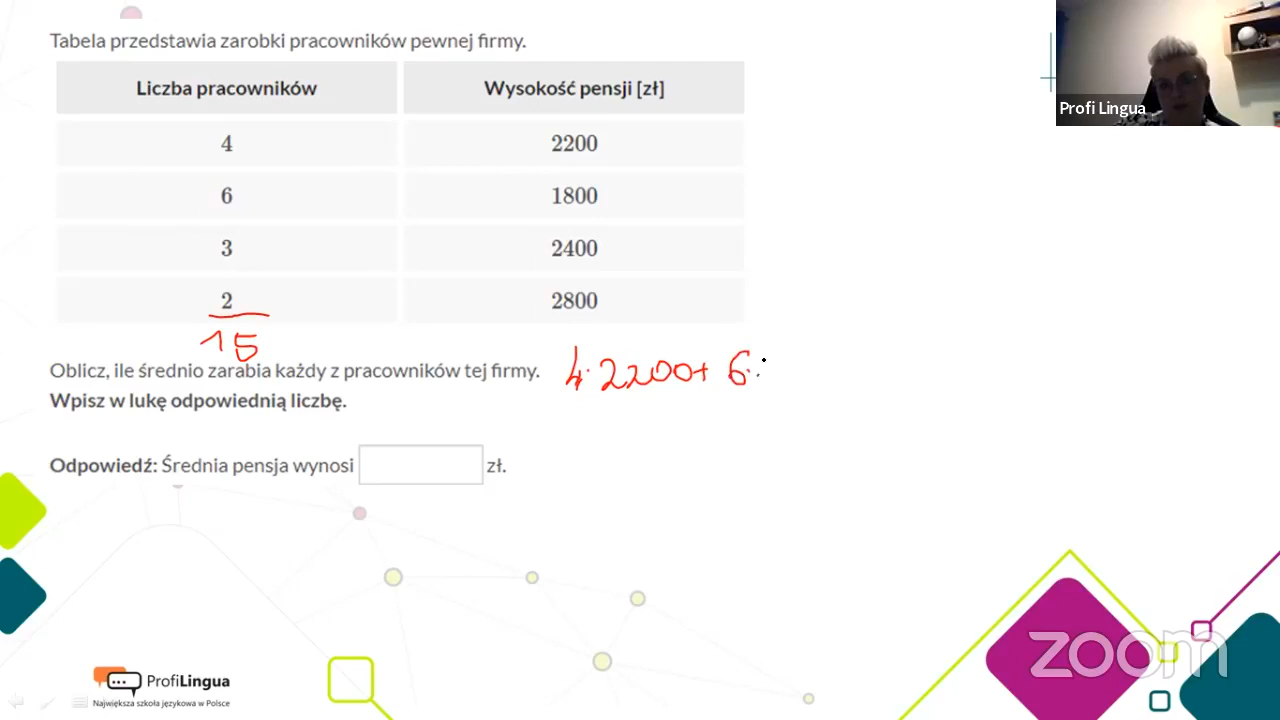 Tabela przedstawia zarobki pracowników pewnej firmy.
Liczba pracowników Wysokość pensji [zł]
4 2200
6 1800
3 2400
2 2800
15
Oblicz, ile średnio zarabia każdy z pracowników tej firmy.
4·2200+ 6·
Wpisz w lukę odpowiednią liczbę.
Odpowiedź: Średnia pensja wynosi zł.
Profi Lingua
zoom
ProfiLingua
Największa szkoła językowa w Polsce